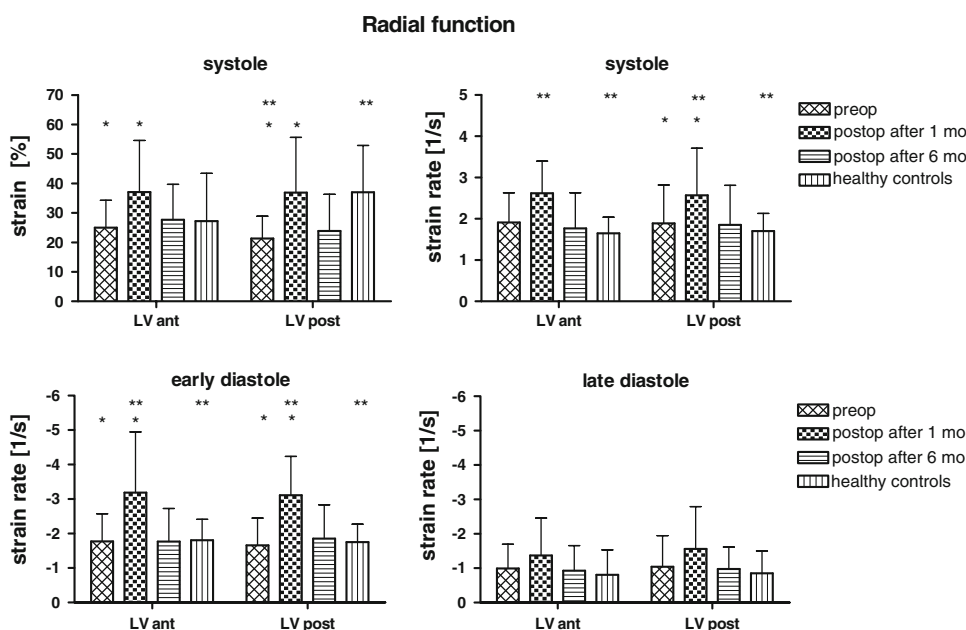 Radial function
systole
strain [%]
70
60
50
40
30
20
10
0
** **
* * * *
LV ant LV post
systole
strain rate [1/s]
5
4
3
2
1
0
** ** ** **
* *
LV ant LV post
preop
postop after 1 mo
postop after 6 mo
healthy controls
early diastole
strain rate [1/s]
-6
-5
-4
-3
-2
-1
0
** ** ** **
* * * *
LV ant LV post
late diastole
strain rate [1/s]
-6
-5
-4
-3
-2
-1
0
LV ant LV post
preop
postop after 1 mo
postop after 6 mo
healthy controls